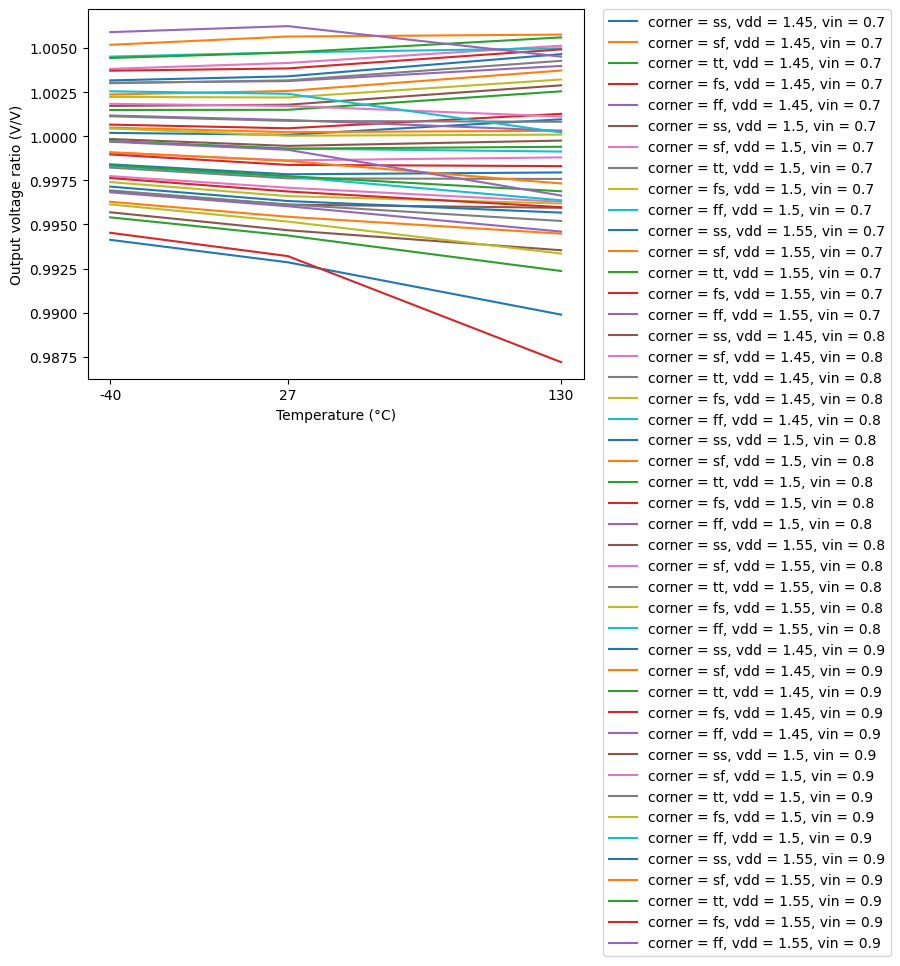 Output voltage ratio (V/V)
1.0050
1.0025
1.0000
0.9975
0.9950
0.9925
0.9900
0.9875
-40
27
130
Temperature (°C)
corner = ss, vdd = 1.45, vin = 0.7
corner = sf, vdd = 1.45, vin = 0.7
corner = tt, vdd = 1.45, vin = 0.7
corner = fs, vdd = 1.45, vin = 0.7
corner = ff, vdd = 1.45, vin = 0.7
corner = ss, vdd = 1.5, vin = 0.7
corner = sf, vdd = 1.5, vin = 0.7
corner = tt, vdd = 1.5, vin = 0.7
corner = fs, vdd = 1.5, vin = 0.7
corner = ff, vdd = 1.5, vin = 0.7
corner = ss, vdd = 1.55, vin = 0.7
corner = sf, vdd = 1.55, vin = 0.7
corner = tt, vdd = 1.55, vin = 0.7
corner = fs, vdd = 1.55, vin = 0.7
corner = ff, vdd = 1.55, vin = 0.7
corner = ss, vdd = 1.45, vin = 0.8
corner = sf, vdd = 1.45, vin = 0.8
corner = tt, vdd = 1.45, vin = 0.8
corner = fs, vdd = 1.45, vin = 0.8
corner = ff, vdd = 1.45, vin = 0.8
corner = ss, vdd = 1.5, vin = 0.8
corner = sf, vdd = 1.5, vin = 0.8
corner = tt, vdd = 1.5, vin = 0.8
corner = fs, vdd = 1.5, vin = 0.8
corner = ff, vdd = 1.5, vin = 0.8
corner = ss, vdd = 1.55, vin = 0.8
corner = sf, vdd = 1.55, vin = 0.8
corner = tt, vdd = 1.55, vin = 0.8
corner = fs, vdd = 1.55, vin = 0.8
corner = ff, vdd = 1.55, vin = 0.8
corner = ss, vdd = 1.45, vin = 0.9
corner = sf, vdd = 1.45, vin = 0.9
corner = tt, vdd = 1.45, vin = 0.9
corner = fs, vdd = 1.45, vin = 0.9
corner = ff, vdd = 1.45, vin = 0.9
corner = ss, vdd = 1.5, vin = 0.9
corner = sf, vdd = 1.5, vin = 0.9
corner = tt, vdd = 1.5, vin = 0.9
corner = fs, vdd = 1.5, vin = 0.9
corner = ff, vdd = 1.5, vin = 0.9
corner = ss, vdd = 1.55, vin = 0.9
corner = sf, vdd = 1.55, vin = 0.9
corner = tt, vdd = 1.55, vin = 0.9
corner = fs, vdd = 1.55, vin = 0.9
corner = ff, vdd = 1.55, vin = 0.9